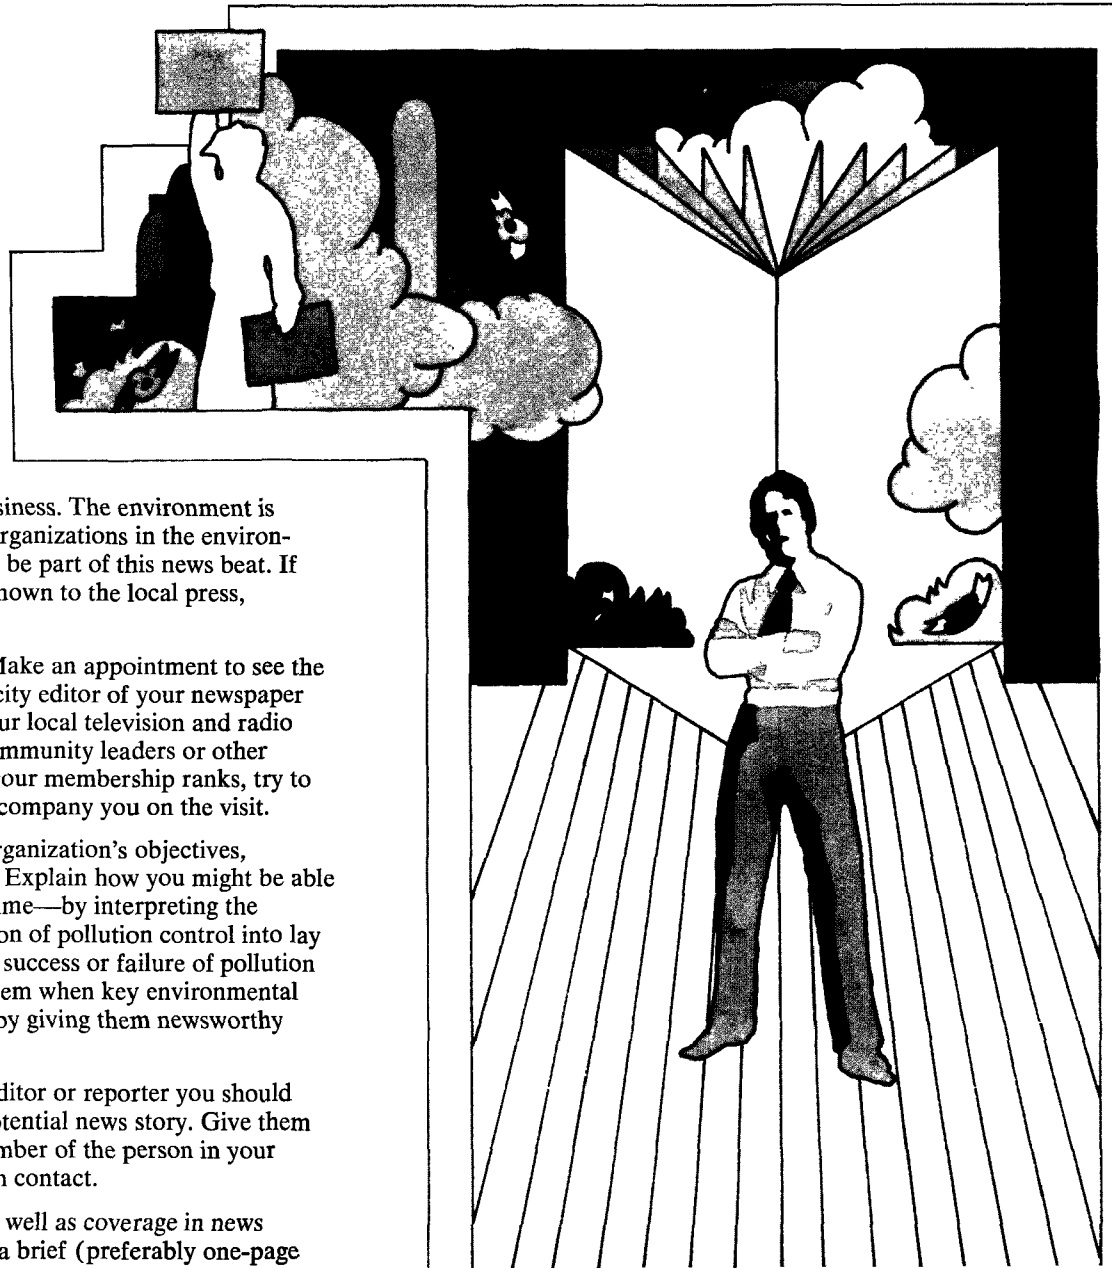 siness. The environment is
rganizations in the environ-
be part of this news beat. If
nown to the local press,
Make an appointment to see the
city editor of your newspaper
ur local television and radio
ommunity leaders or other
our membership ranks, try to
company you on the visit.
rganization's objectives,
Explain how you might be able
me—by interpreting the
on of pollution control into lay
success or failure of pollution
em when key environmental
by giving them newsworthy
ditor or reporter you should
otential news story. Give them
mber of the person in your
n contact.
well as coverage in news
a brief (preferably one-page